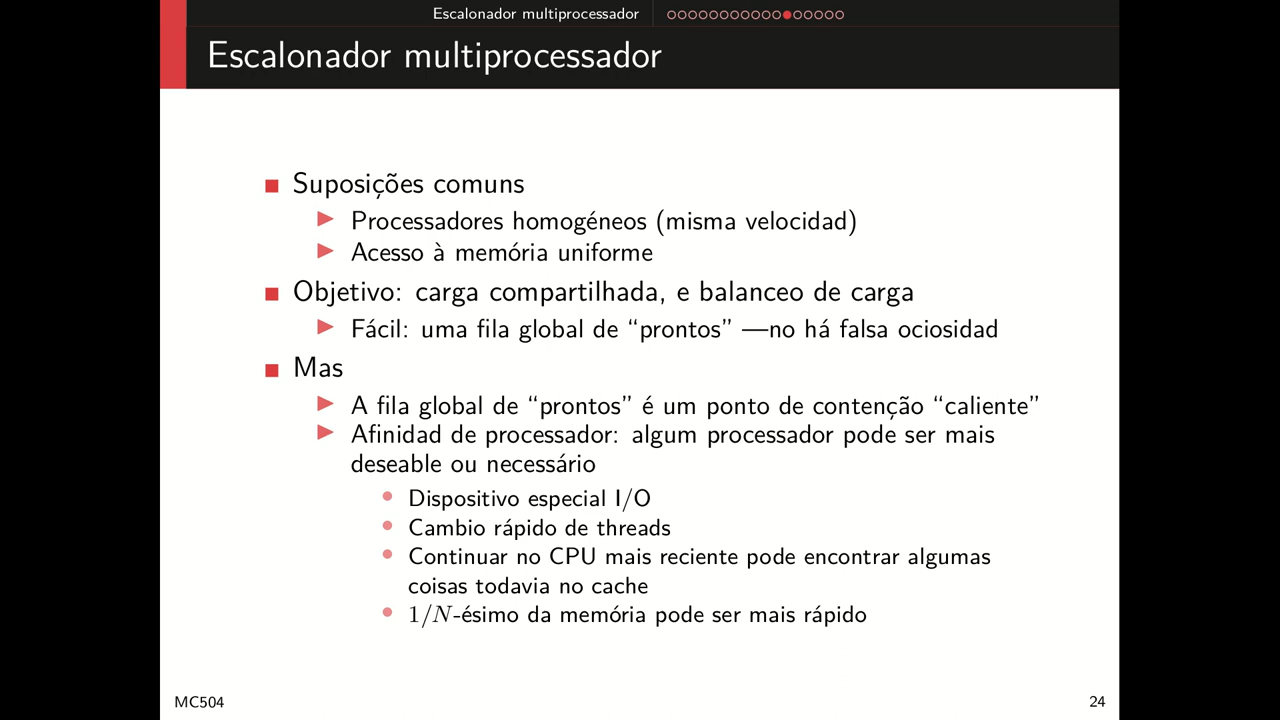 Escalonador multiprocessador
Escalonador multiprocessador
Suposições comuns
Processadores homogéneos (misma velocidad)
Acesso à memória uniforme
Objetivo: carga compartilhada, e balanceo de carga
Fácil: uma fila global de “prontos” —no há falsa ociosidad
Mas
A fila global de “prontos” é um ponto de contenção “caliente”
Afinidad de processador: algum processador pode ser mais
deseable ou necessário
Dispositivo especial I/O
Cambio rápido de threads
Continuar no CPU mais reciente pode encontrar algumas
coisas todavia no cache
1/N-ésimo da memória pode ser mais rápido
MC504
24